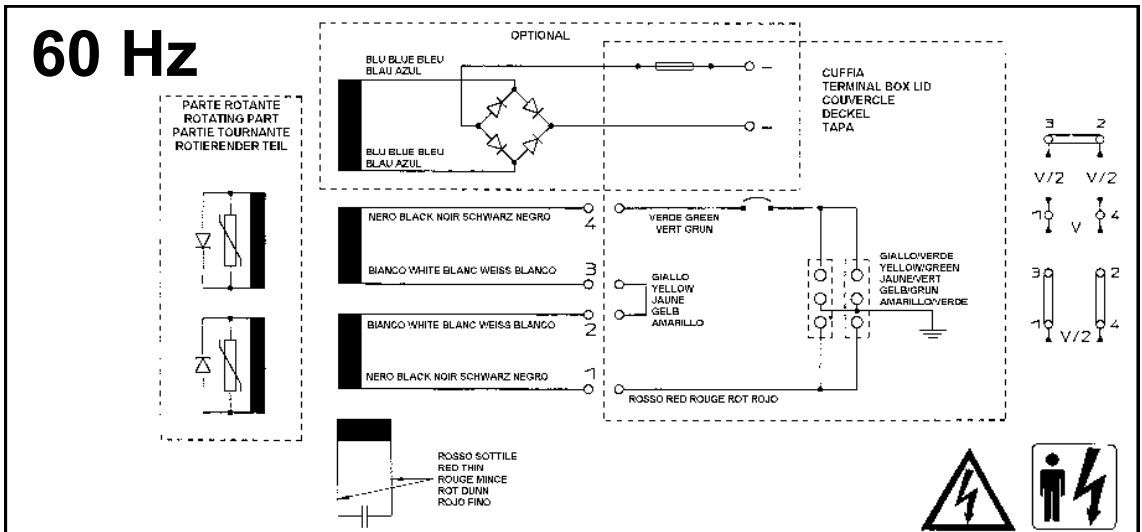 60 Hz
OPTIONAL
BLU BLUE BLEU
BLAU AZUL
BLU BLUE BLEU
BLAU AZUL
PARTE ROTANTE
ROTATING PART
PARTIE TOURNANTE
ROTIERENDER TEIL
CUFFIA
TERMINAL BOX LID
COUVERCLE
DECKEL
TAPA
NERO BLACK NOIR SCHWARZ NEGRO
4
VERDE GREEN
VERT GRUN
BIANCO WHITE BLANC WEISS BLANCO
3
GIALLO
YELLOW
JAUNE
GELB
AMARILLO
BIANCO WHITE BLANC WEISS BLANCO
2
NERO BLACK NOIR SCHWARZ NEGRO
1
ROSSO RED ROUGE ROT ROJO
GIALLO/VERDE
YELLOW/GREEN
JAUNE/VERT
GELB/GRUN
AMARILLO/VERDE
3 2
V/2 V/2
1 V 4
3 2
1 V/2 4
ROSSO SOTTILE
RED THIN
ROUGE MINCE
ROT DUNN
ROJO FINO